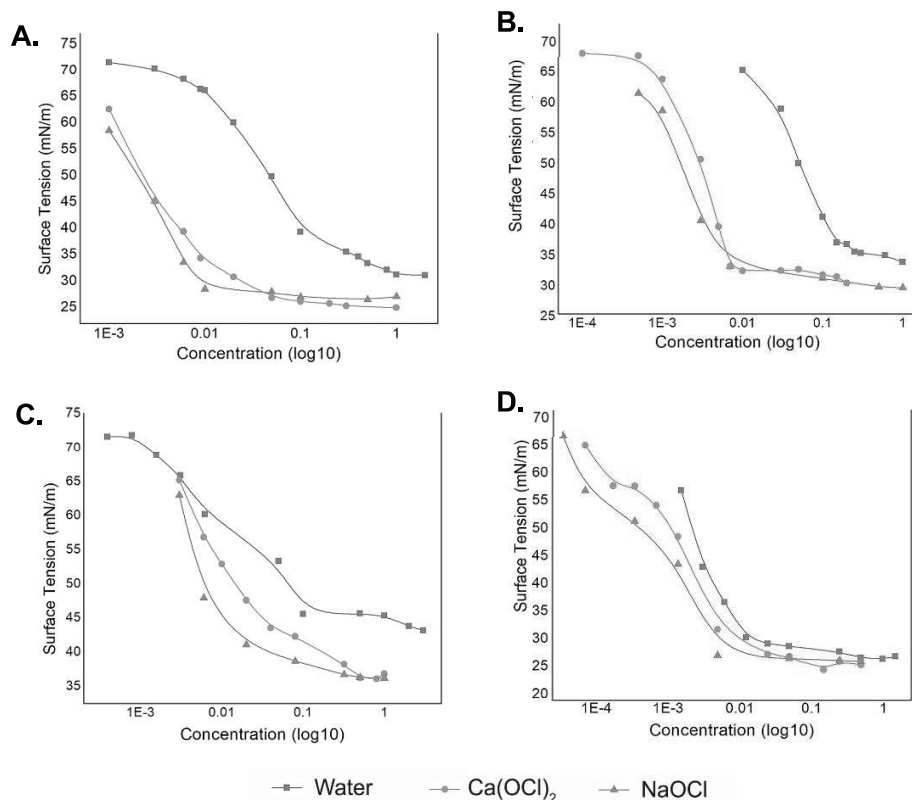 A.
75
70
65
60
55
50
45
40
35
30
25
Surface Tension (mN/m)
1E-3 0.01 0.1 1
Concentration (log10)
B.
70
65
60
55
50
45
40
35
30
25
Surface Tension (mN/m)
1E-4 1E-3 0.01 0.1 1
Concentration (log10)
C.
75
70
65
60
55
50
45
40
35
Surface Tension (mN/m)
1E-3 0.01 0.1 1
Concentration (log10)
D.
70
65
60
55
50
45
40
35
30
25
20
Surface Tension (mN/m)
1E-4 1E-3 0.01 0.1 1
Concentration (log10)
Water Ca(OCl)₂ NaOCl